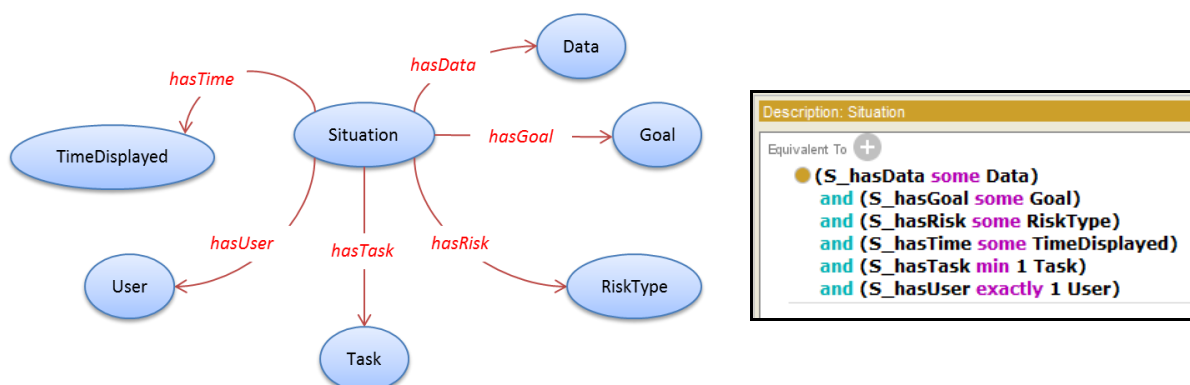 Data
hasData
hasTime
Situation
hasGoal
Goal
TimeDisplayed
hasUser
hasTask
hasRisk
User
RiskType
Task
Description: Situation
Equivalent To
(S_hasData some Data)
and (S_hasGoal some Goal)
and (S_hasRisk some RiskType)
and (S_hasTime some TimeDisplayed)
and (S_hasTask min 1 Task)
and (S_hasUser exactly 1 User)